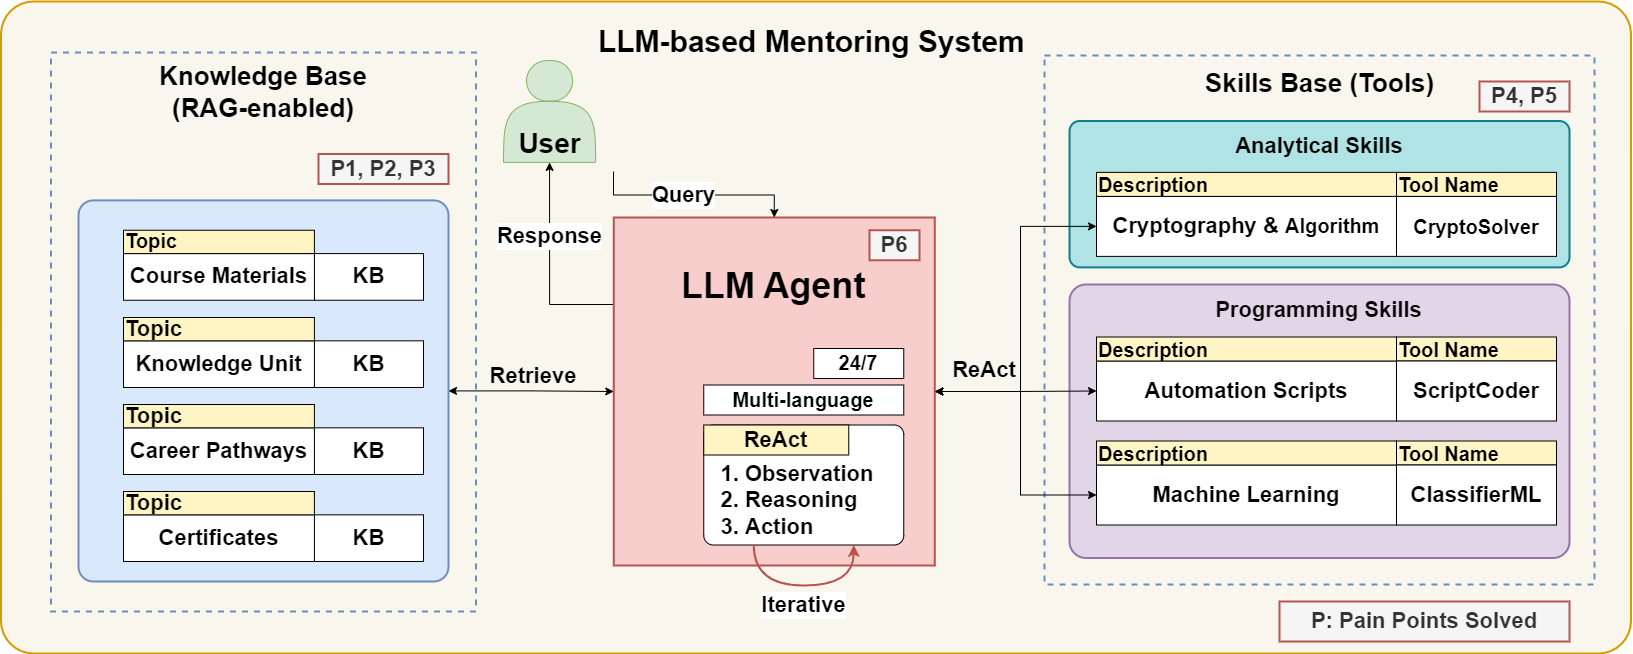 LLM-based Mentoring System
Knowledge Base
(RAG-enabled)
P1, P2, P3
Topic
Course Materials KB
Topic
Knowledge Unit KB
Topic
Career Pathways KB
Topic
Certificates KB
User
Query
Response
Retrieve
P6
LLM Agent
24/7
Multi-language
ReAct
1. Observation
2. Reasoning
3. Action
Iterative
ReAct
Skills Base (Tools)
P4, P5
Analytical Skills
Description Tool Name
Cryptography & Algorithm CryptoSolver
Programming Skills
Description Tool Name
Automation Scripts ScriptCoder
Description Tool Name
Machine Learning ClassifierML
P: Pain Points Solved